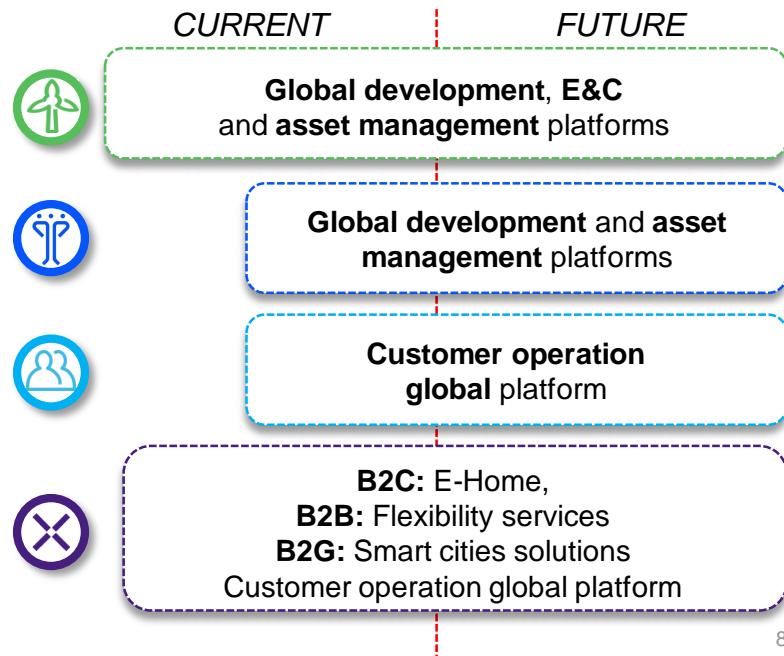 CURRENT FUTURE
Global development, E&C
and asset management platforms
Global development and asset
management platforms
Customer operation
global platform
B2C: E-Home,
B2B: Flexibility services
B2G: Smart cities solutions
Customer operation global platform
8